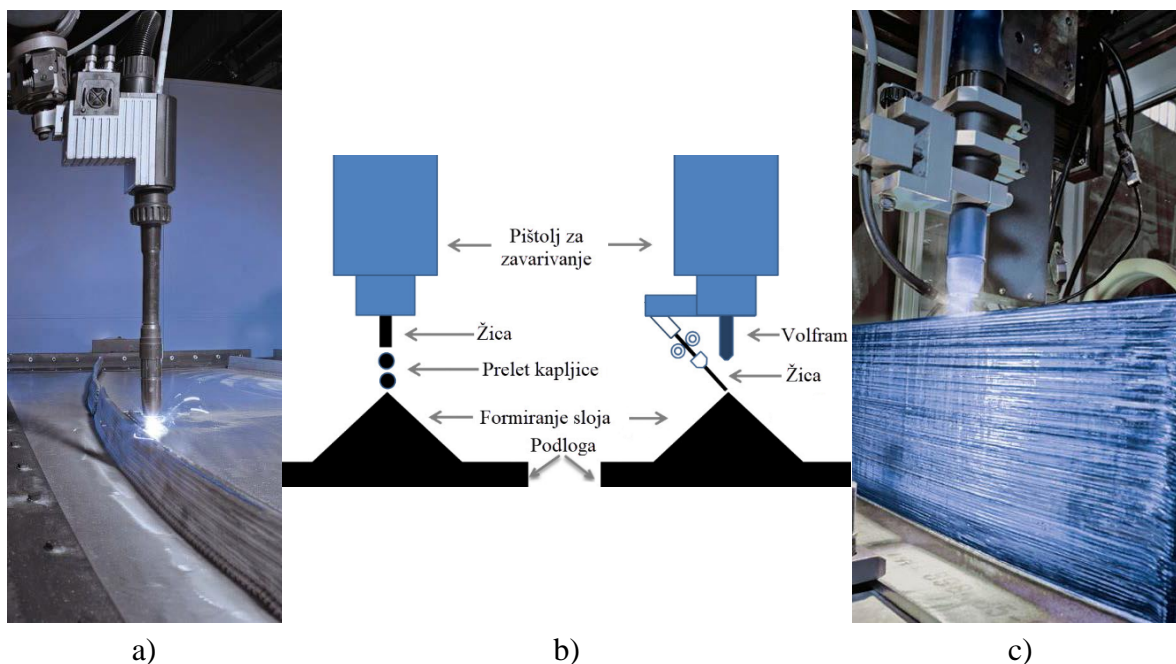 Pištolj za
zavarivanje
Žica
Volfram
Prelet kapljice
Žica
Formiranje sloja
Podloga
a)
b)
c)